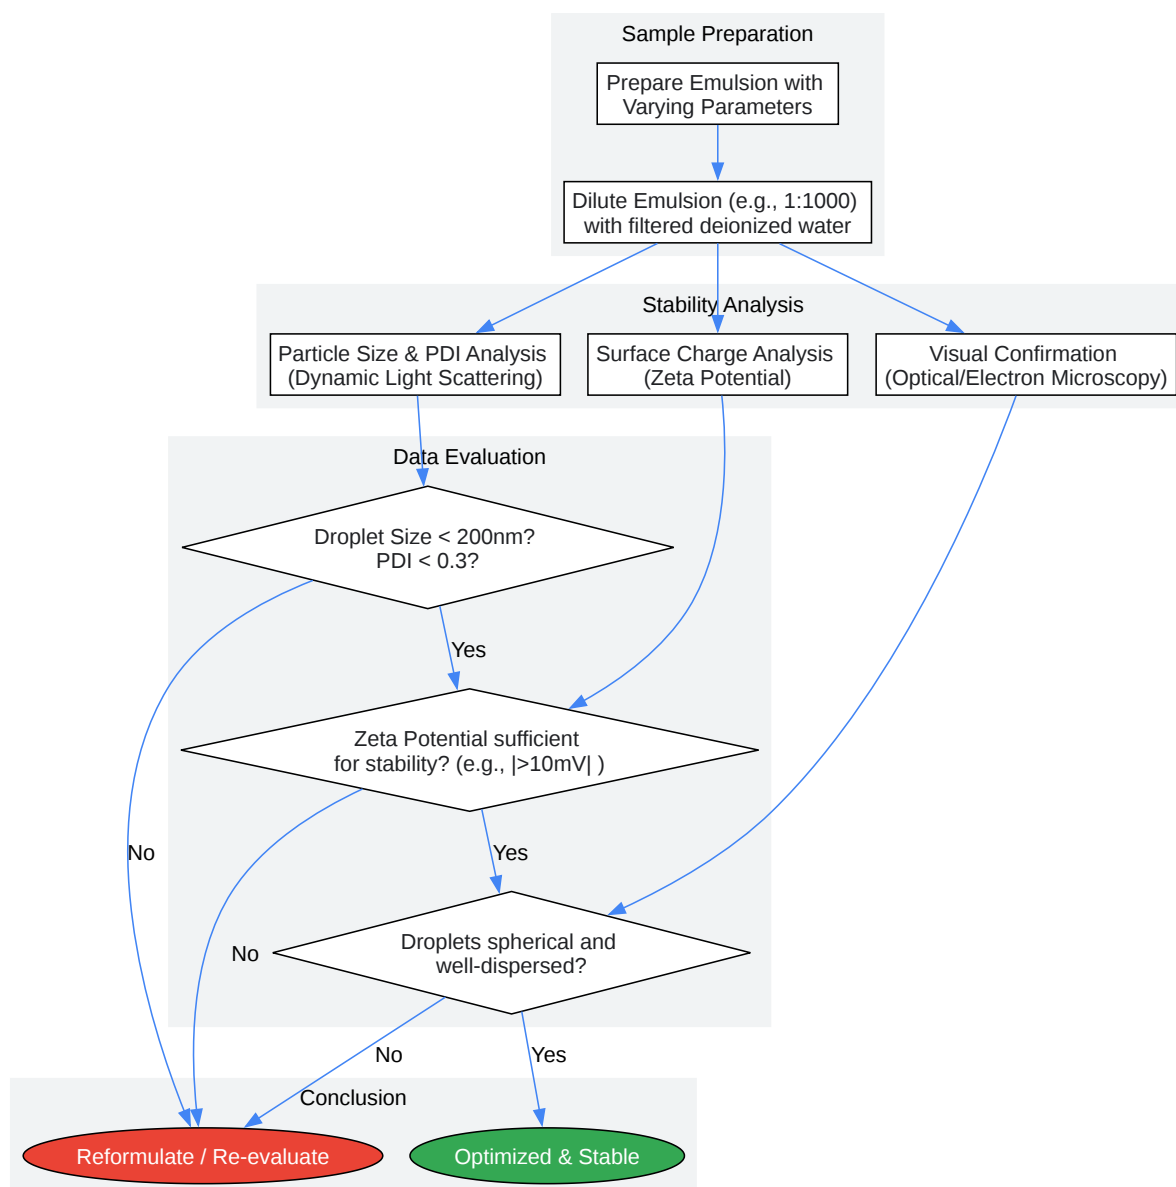 Sample Preparation
Prepare Emulsion with
Varying Parameters
Dilute Emulsion (e.g., 1:1000)
with filtered deionized water
Stability Analysis
Particle Size & PDI Analysis
(Dynamic Light Scattering)
Surface Charge Analysis
(Zeta Potential)
Visual Confirmation
(Optical/Electron Microscopy)
Data Evaluation
Droplet Size < 200nm?
PDI < 0.3?
Yes
Zeta Potential sufficient
for stability? (e.g., |>10mV| )
No
Yes
No
Droplets spherical and
well-dispersed?
No
Yes
Conclusion
Reformulate / Re-evaluate
Optimized & Stable